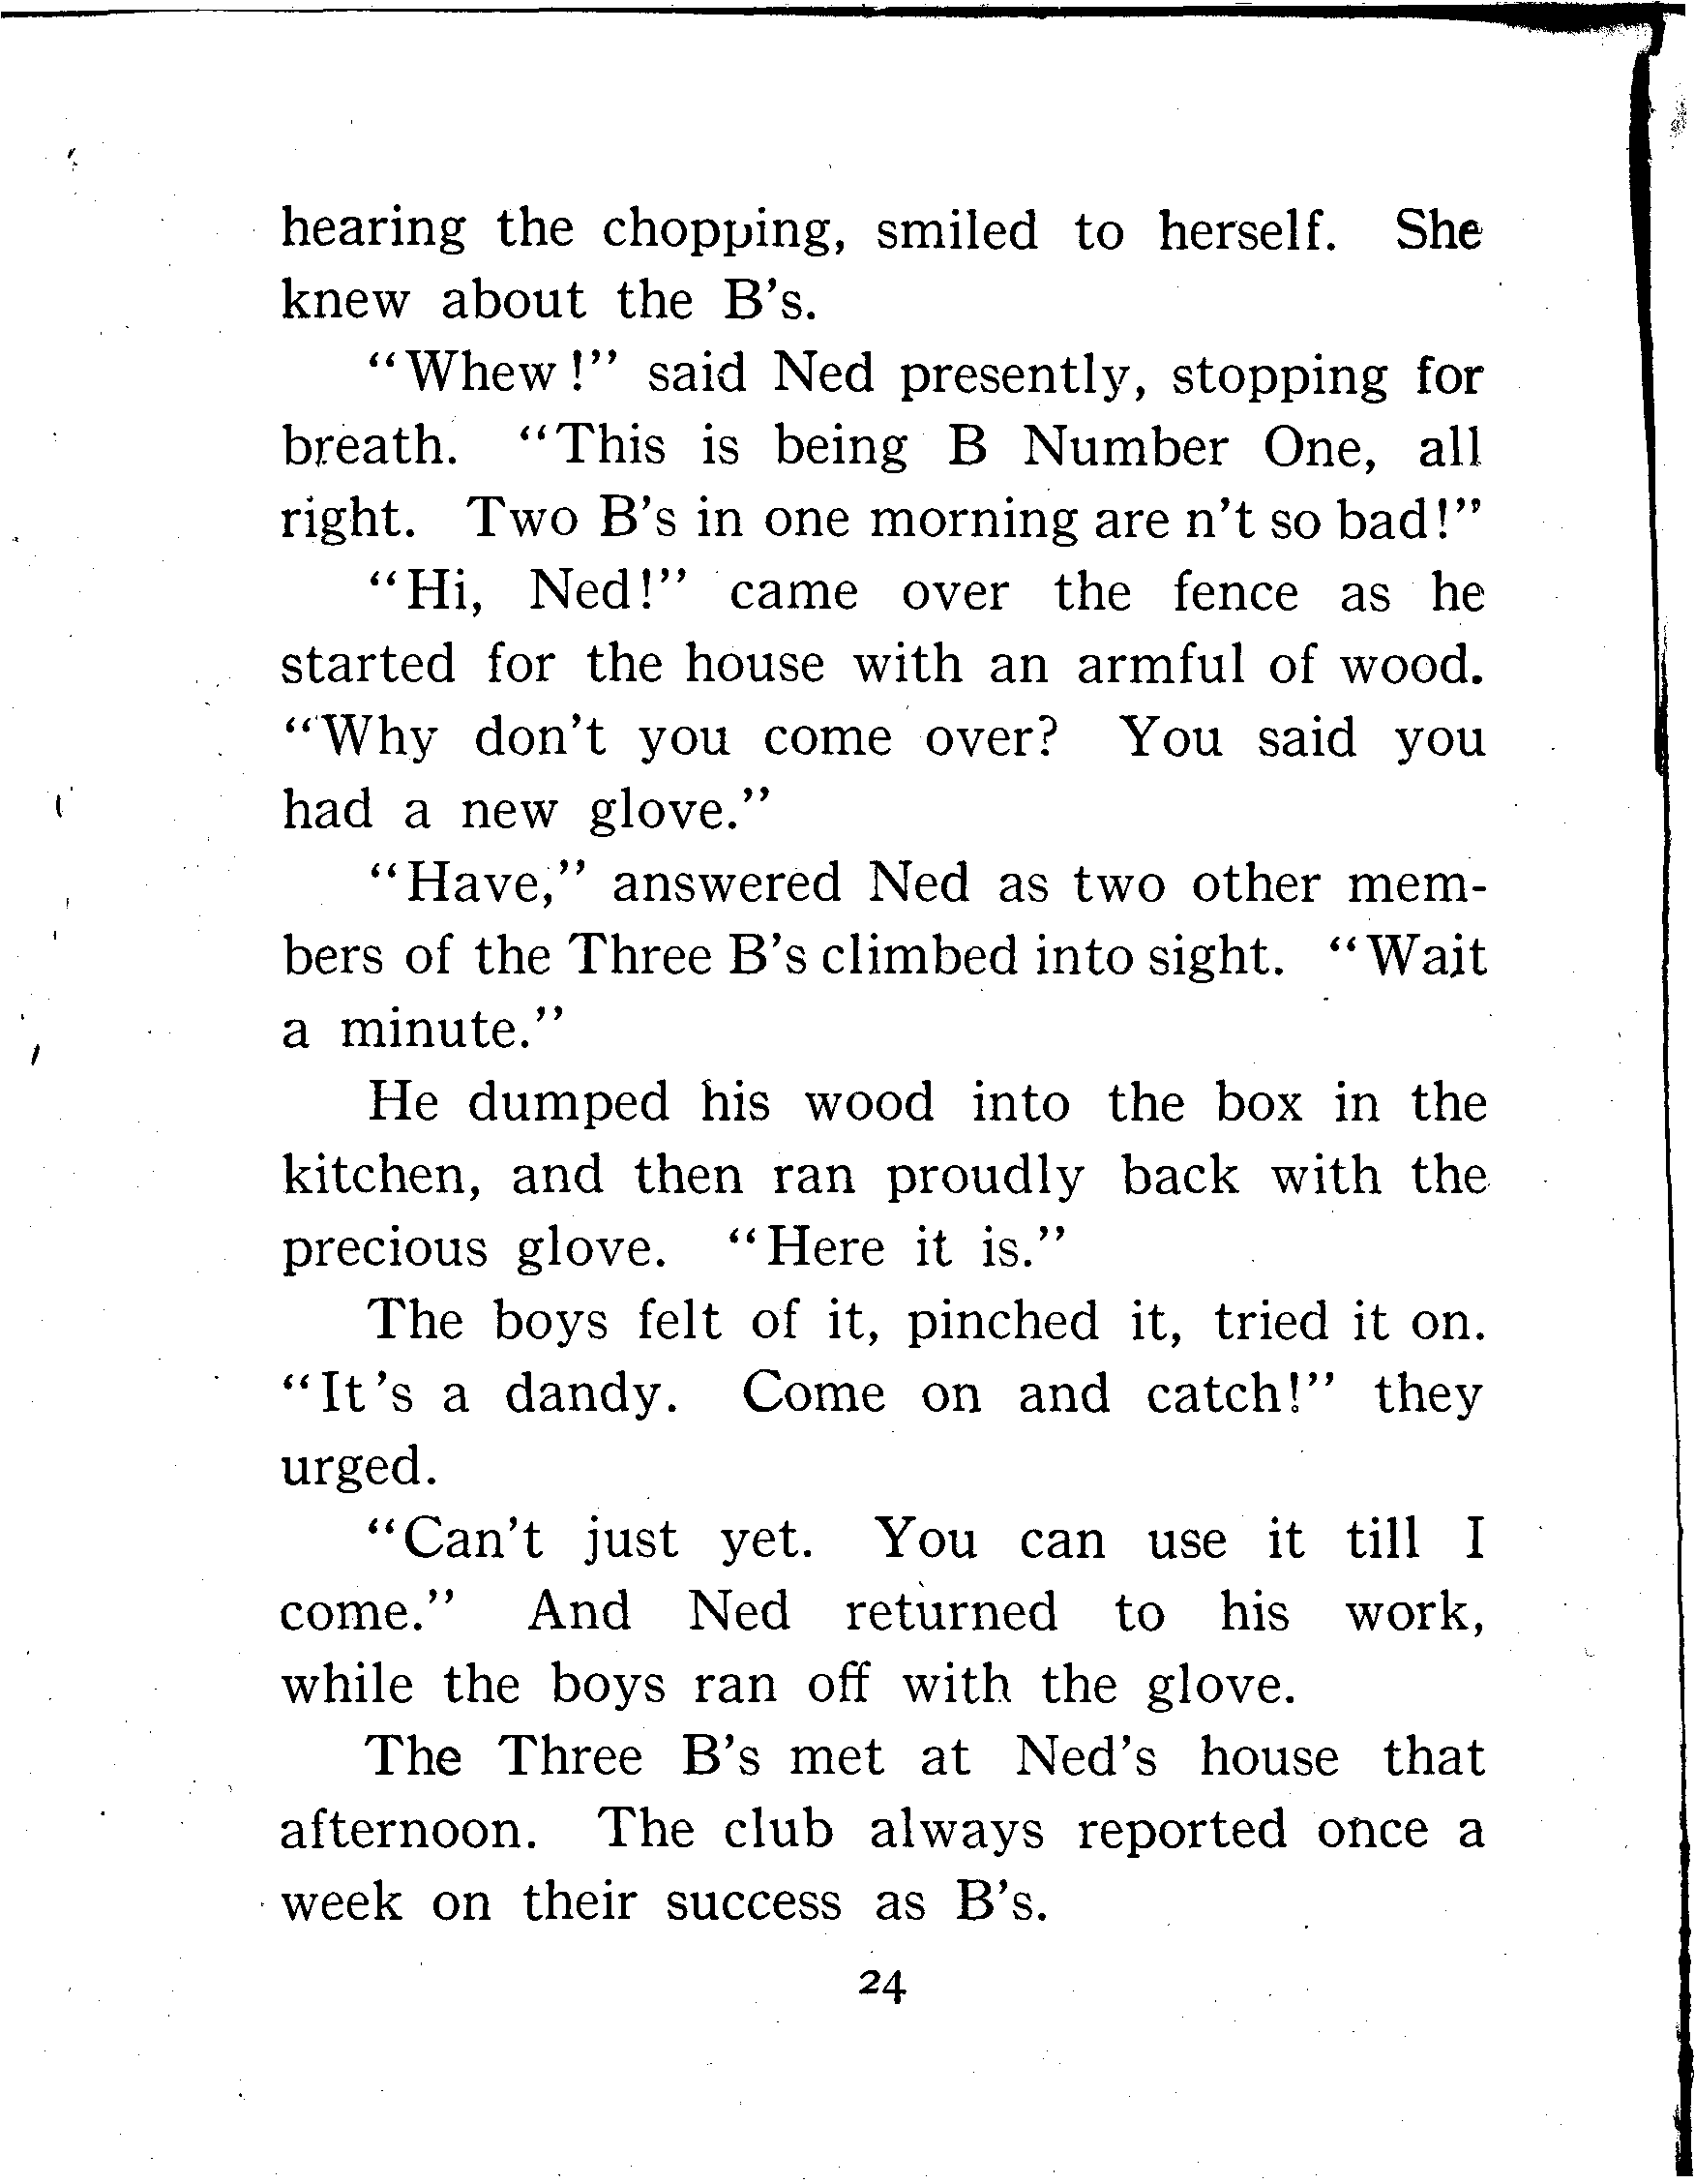 hearing the chopping, smiled to herself. She
knew about the B's.
"Whew!" said Ned presently, stopping for
breath. "This is being B Number One, all
right. Two B's in one morning are n't so bad!"
"Hi, Ned!" came over the fence as he
started for the house with an armful of wood.
"Why don't you come over? You said you
had a new glove."
"Have," answered Ned as two other mem-
bers of the Three B's climbed into sight. "Wait
a minute."
He dumped his wood into the box in the
kitchen, and then ran proudly back with the
precious glove. "Here it is."
The boys felt of it, pinched it, tried it on.
"It's a dandy. Come on and catch!" they
urged.
"Can't just yet. You can use it till I
come." And Ned returned to his work,
while the boys ran off with the glove.
The Three B's met at Ned's house that
afternoon. The club always reported once a
week on their success as B's.
24